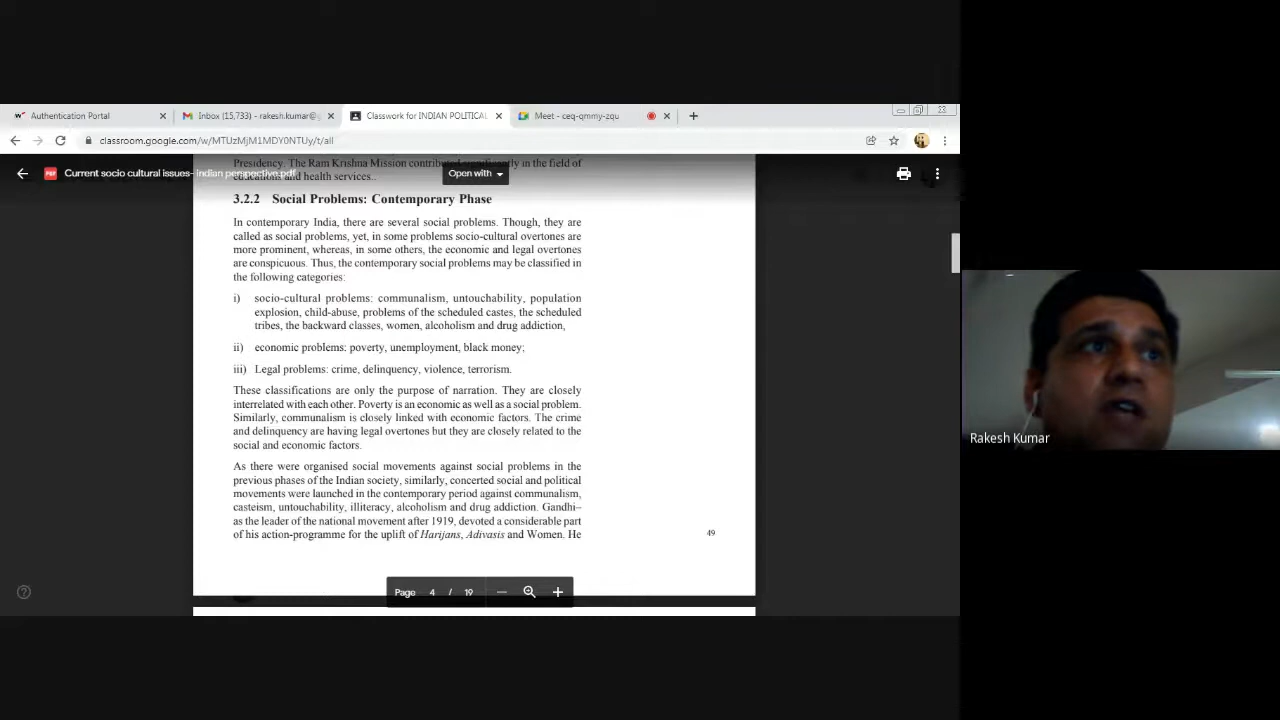 Authentication Portal
Inbox (15,733) - rakesh.kumar@g
Classwork for INDIAN POLITICAL
Meet - ceq-qmmy-zqu
classroom.google.com/w/MTUzMjM1MDY0NTUy/t/all
Presidency. The Ram Krishna Mission contributed significantly in the field of
educations and health services..
PDF
Current socio cultural issues- indian perspective.pdf
Open with
3.2.2 Social Problems: Contemporary Phase
In contemporary India, there are several social problems. Though, they are
called as social problems, yet, in some problems socio-cultural overtones are
more prominent, whereas, in some others, the economic and legal overtones
are conspicuous. Thus, the contemporary social problems may be classified in
the following categories:
i) socio-cultural problems: communalism, untouchability, population
explosion, child-abuse, problems of the scheduled castes, the scheduled
tribes, the backward classes, women, alcoholism and drug addiction,
ii) economic problems: poverty, unemployment, black money;
iii) Legal problems: crime, delinquency, violence, terrorism.
These classifications are only the purpose of narration. They are closely
interrelated with each other. Poverty is an economic as well as a social problem.
Similarly, communalism is closely linked with economic factors. The crime
and delinquency are having legal overtones but they are closely related to the
social and economic factors.
As there were organised social movements against social problems in the
previous phases of the Indian society, similarly, concerted social and political
movements were launched in the contemporary period against communalism,
casteism, untouchability, illiteracy, alcoholism and drug addiction. Gandhi–
as the leader of the national movement after 1919, devoted a considerable part
of his action-programme for the uplift of Harijans, Adivasis and Women. He
49
Page 4 / 19
Rakesh Kumar